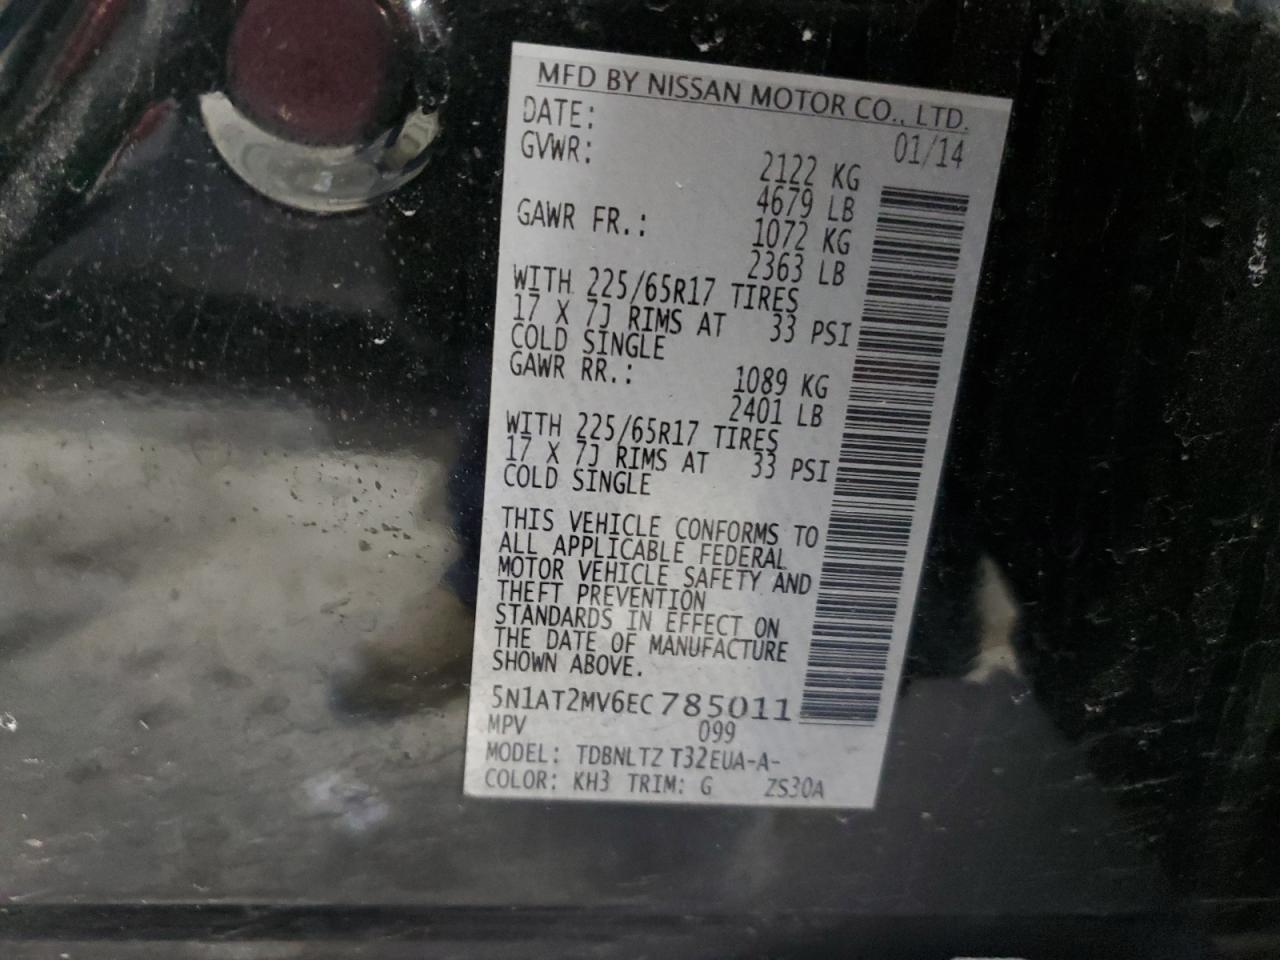 MFD BY NISSAN MOTOR CO., LTD.
DATE: 01/14
GVWR: 2122 KG
4679 LB
GAWR FR.: 1072 KG
2363 LB
WITH 225/65R17 TIRES
17 X 7J RIMS AT 33 PSI
COLD SINGLE
GAWR RR.: 1089 KG
2401 LB
WITH 225/65R17 TIRES
17 X 7J RIMS AT 33 PSI
COLD SINGLE
THIS VEHICLE CONFORMS TO
ALL APPLICABLE FEDERAL
MOTOR VEHICLE SAFETY AND
THEFT PREVENTION
STANDARDS IN EFFECT ON
THE DATE OF MANUFACTURE
SHOWN ABOVE.
5N1AT2MV6EC785011
MPV 099
MODEL: TDBNLTZ T32EUA-A-
COLOR: KH3 TRIM: G ZS30A